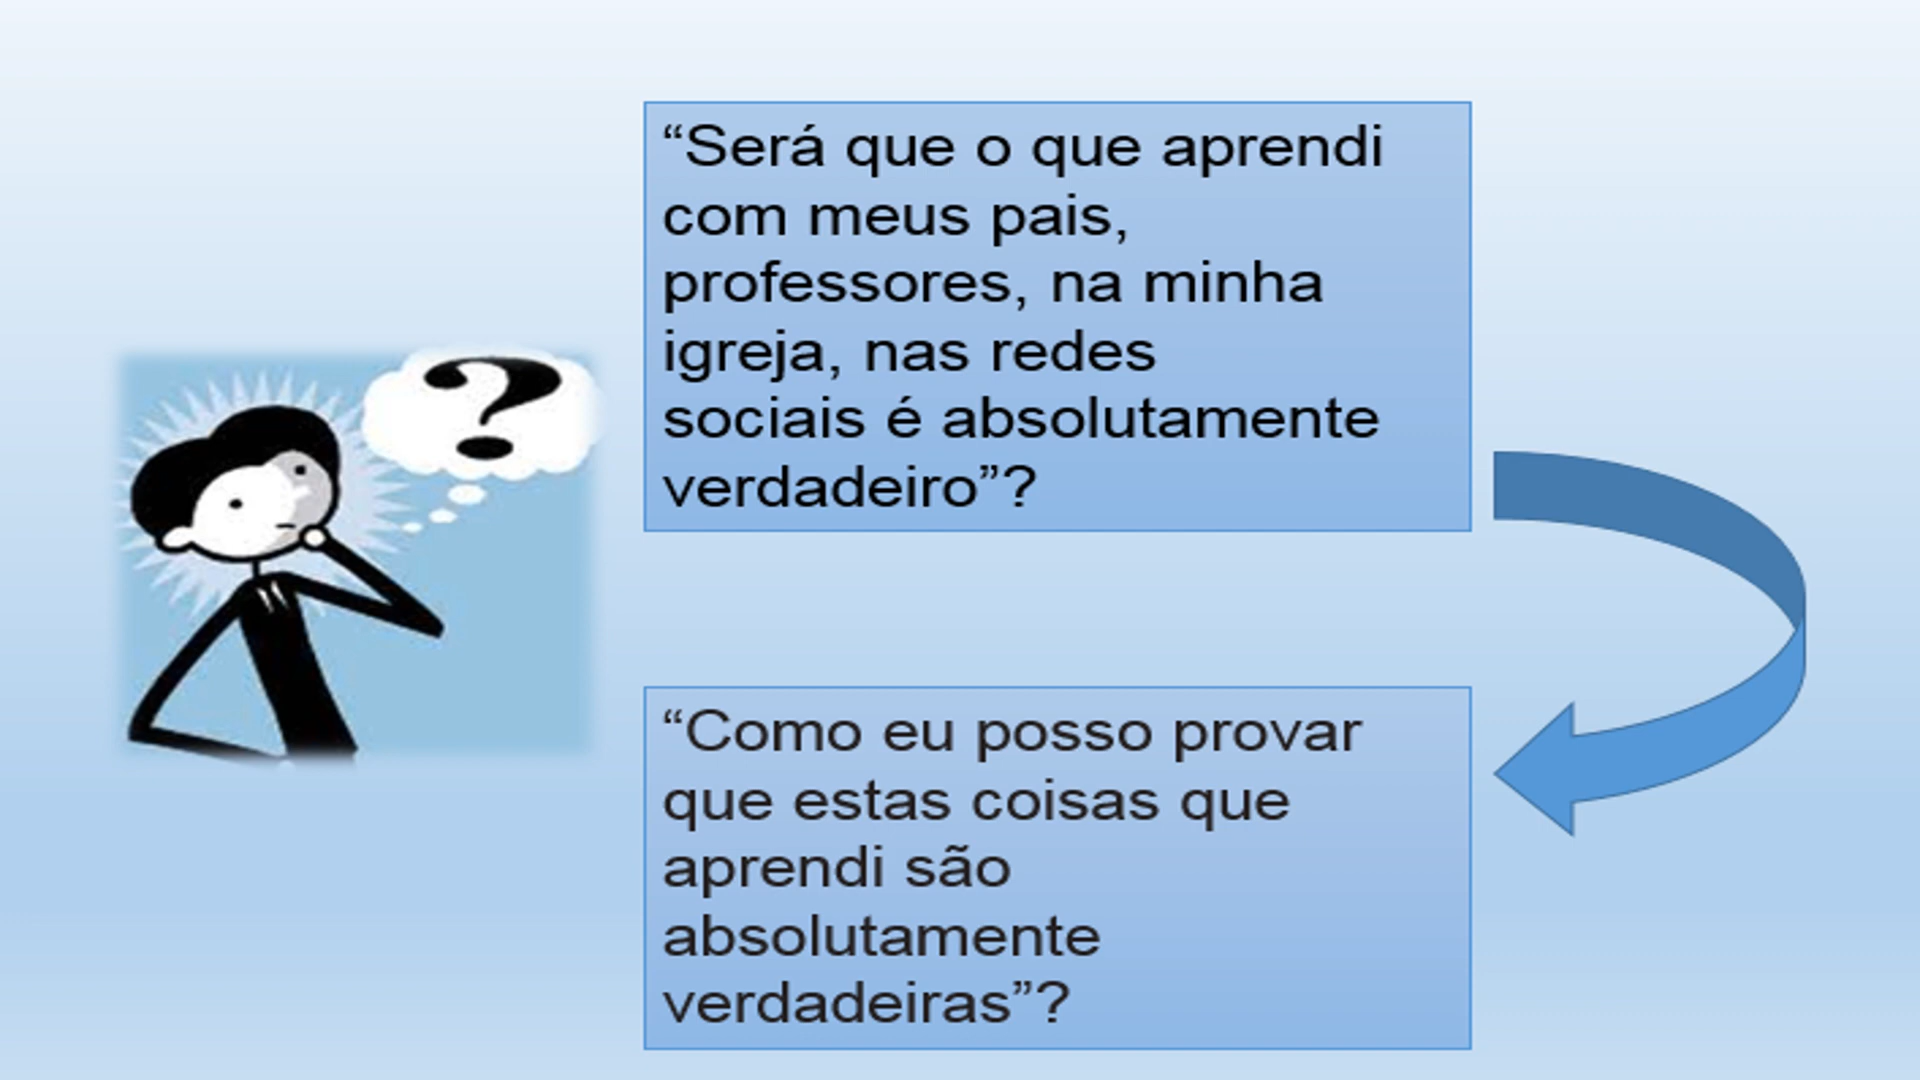 “Será que o que aprendi
com meus pais,
professores, na minha
igreja, nas redes
sociais é absolutamente
verdadeiro”?
?
“Como eu posso provar
que estas coisas que
aprendi são
absolutamente
verdadeiras”?